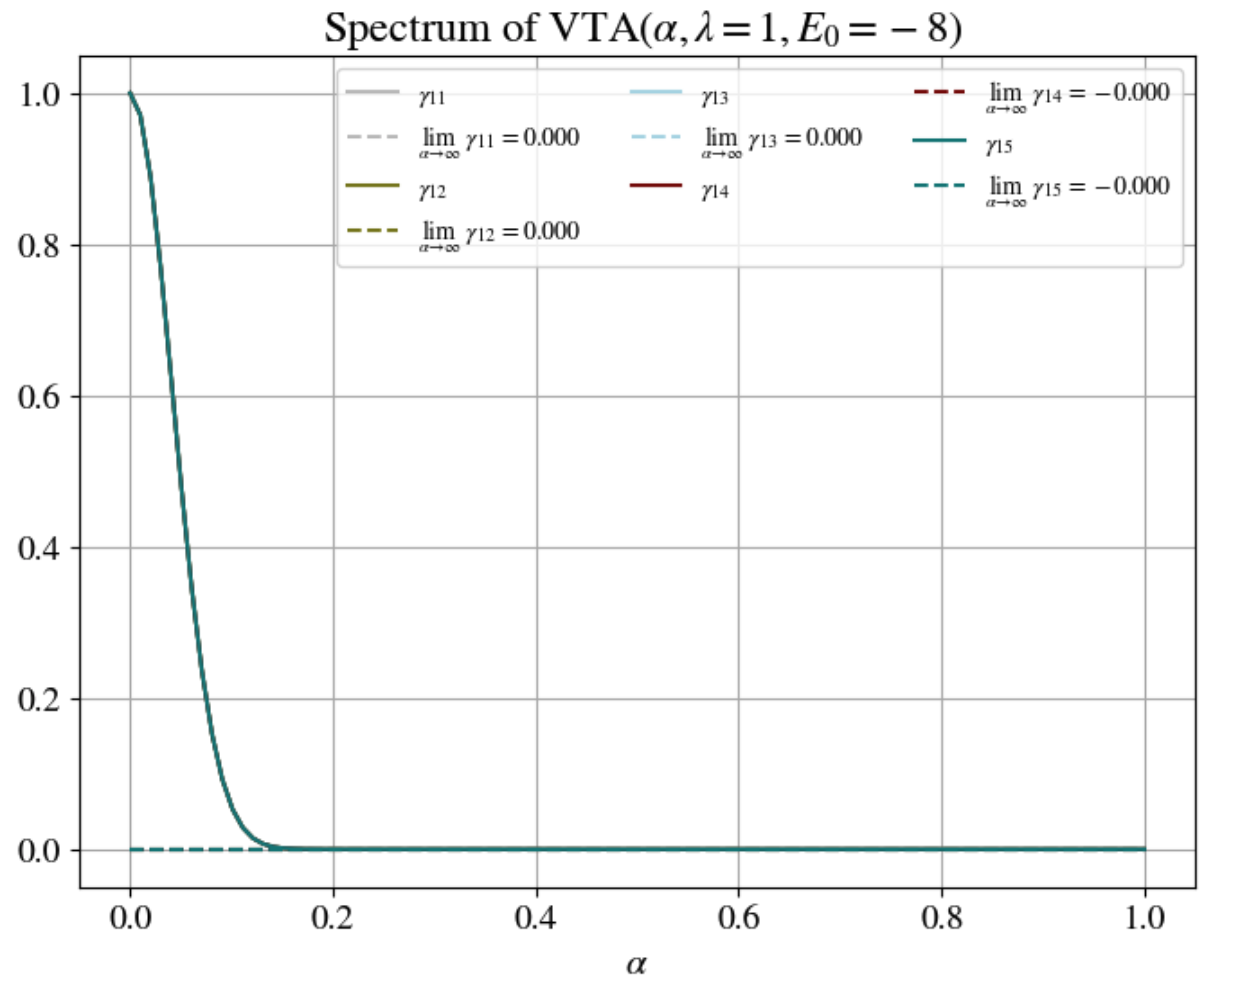 Spectrum of VTA(α, λ = 1, E₀ = − 8)
γ₁₁
lim γ₁₁ = 0.000
α→∞
γ₁₂
lim γ₁₂ = 0.000
α→∞
γ₁₃
lim γ₁₃ = 0.000
α→∞
γ₁₄
lim γ₁₄ = −0.000
α→∞
γ₁₅
lim γ₁₅ = −0.000
α→∞
1.0
0.8
0.6
0.4
0.2
0.0
0.0 0.2 0.4 0.6 0.8 1.0
α